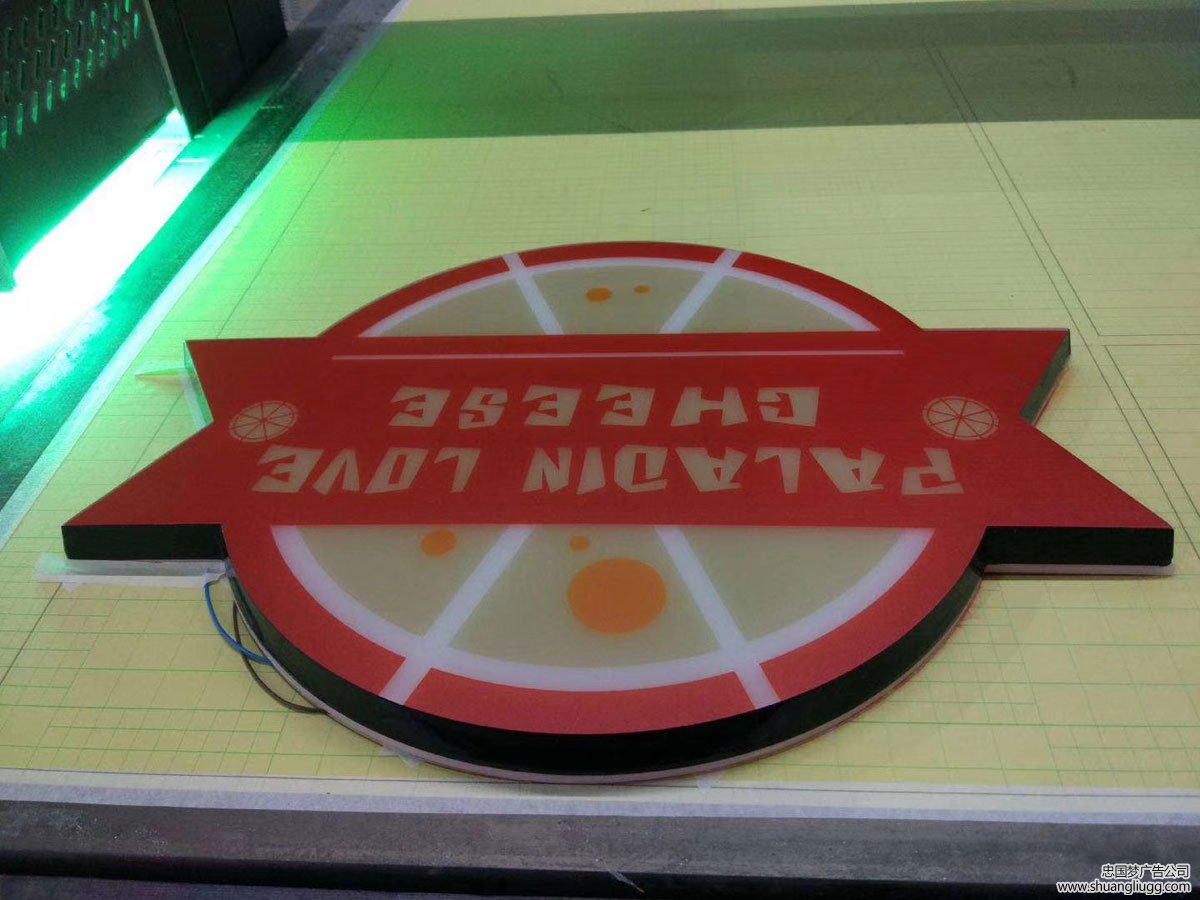 PALADIN LOVE
CHEESE
忠国梦广告公司
www.shuangliugg.com